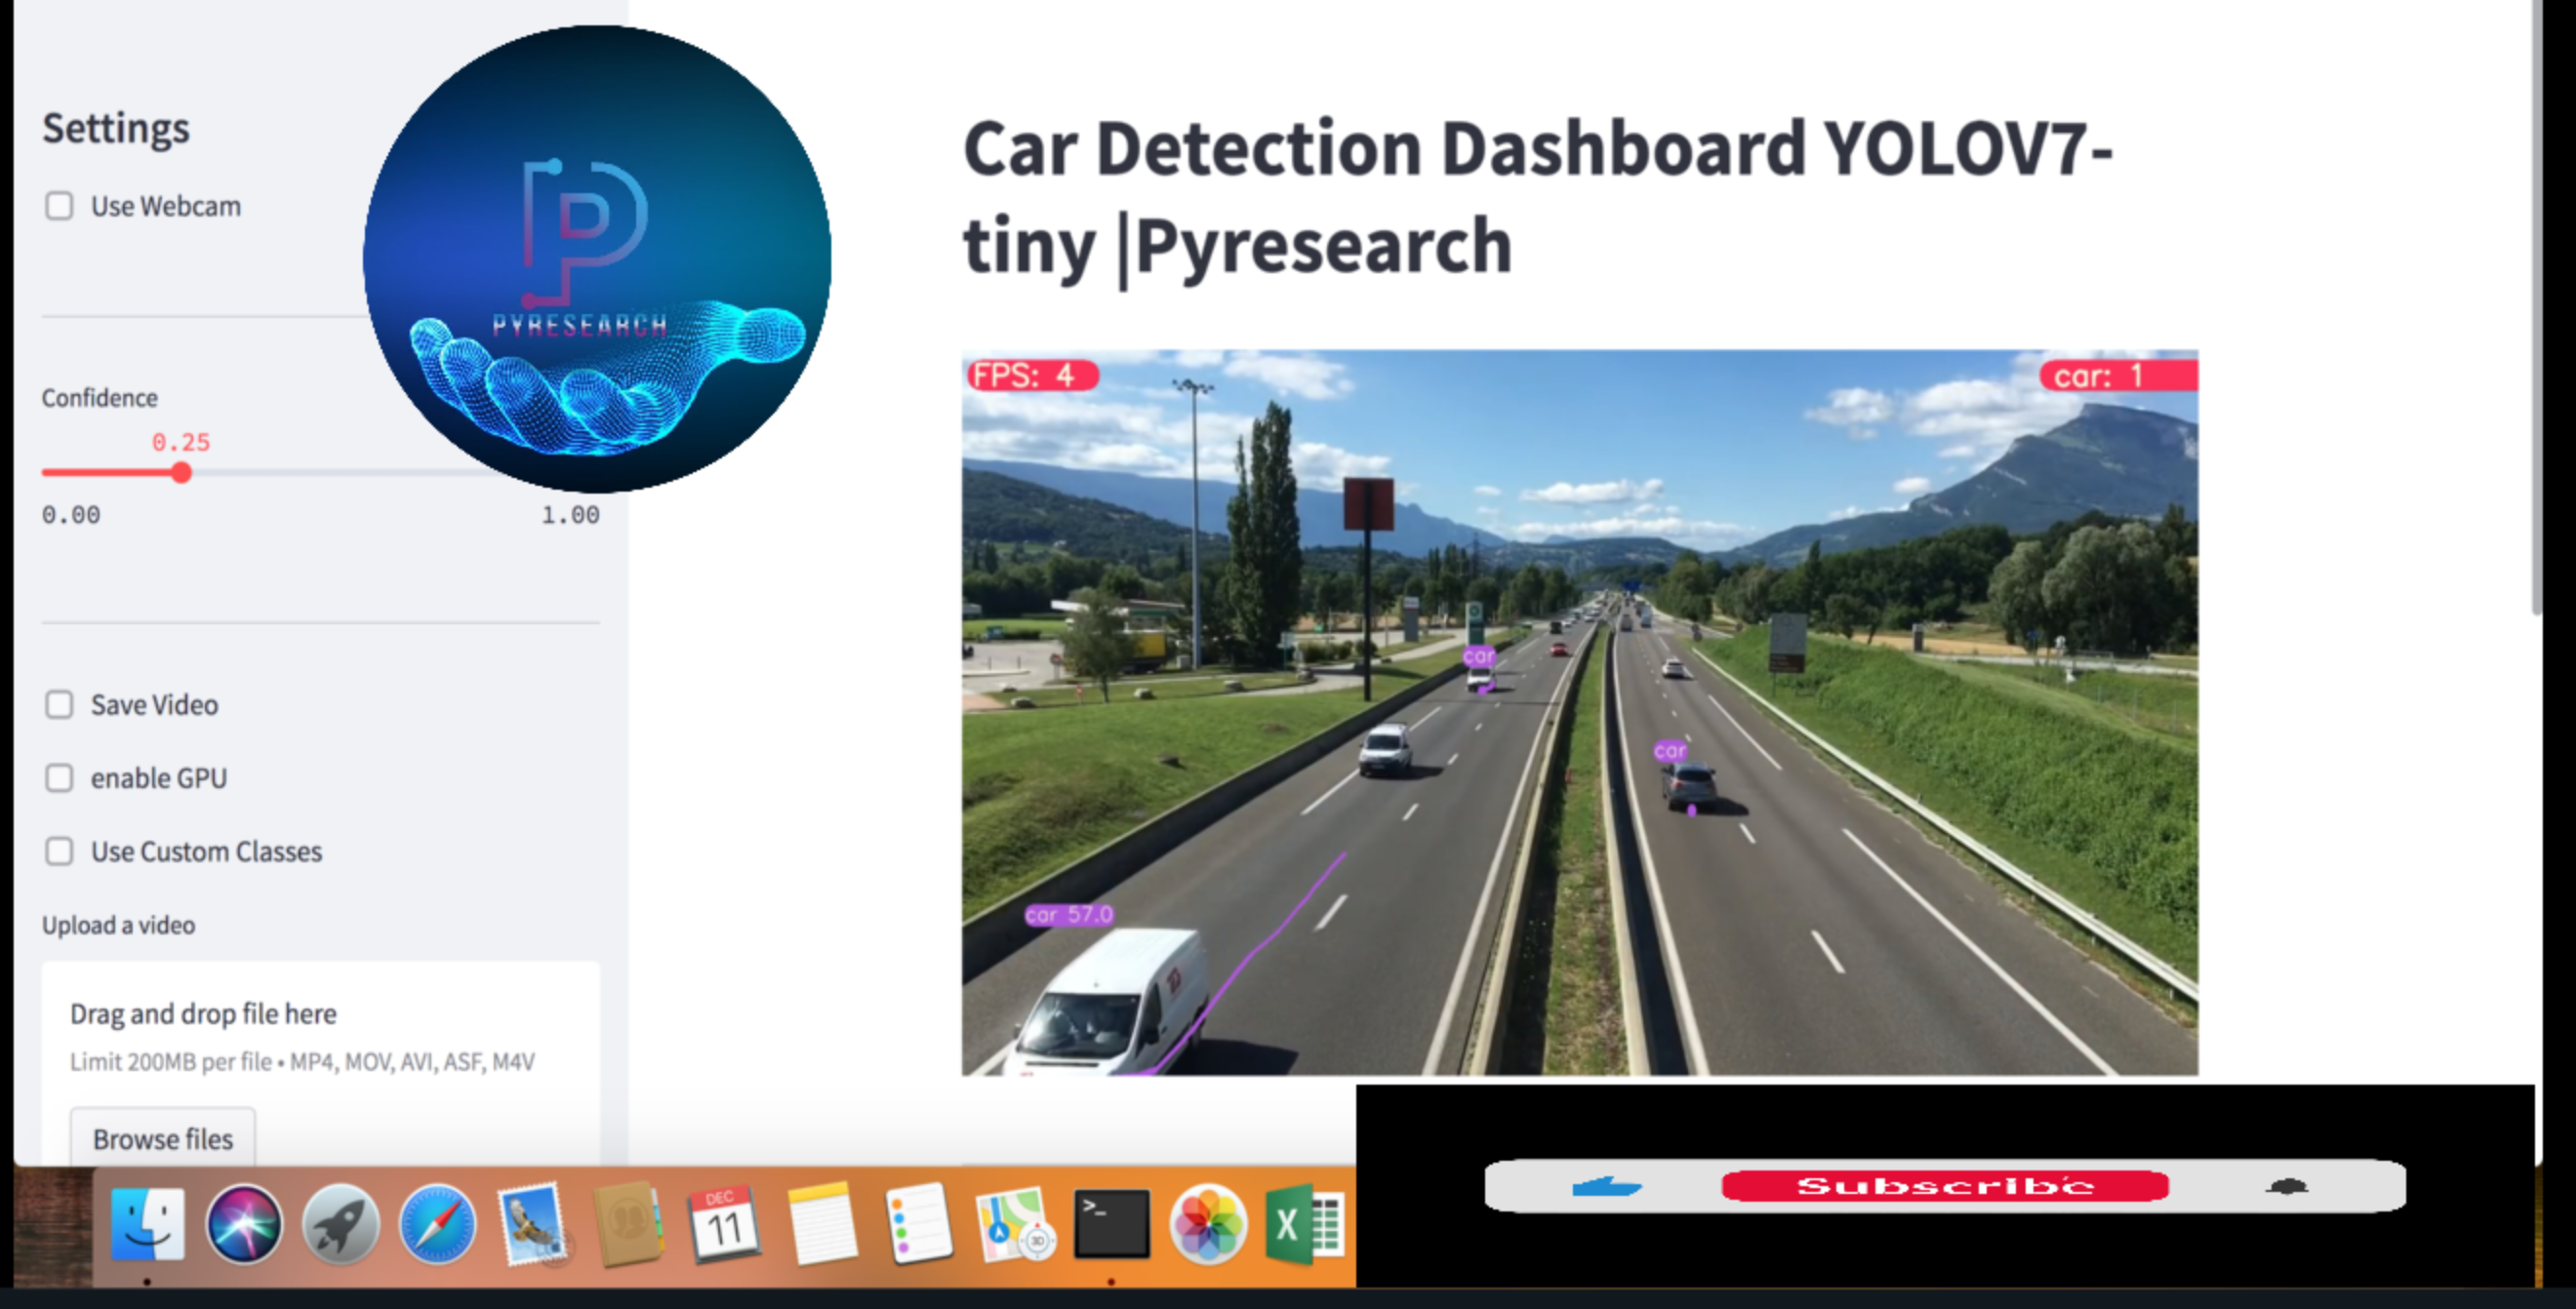 Settings
Use Webcam
Confidence
0.25
0.00
1.00
Save Video
enable GPU
Use Custom Classes
Upload a video
Drag and drop file here
Limit 200MB per file • MP4, MOV, AVI, ASF, M4V
Browse files
PYRESEARCH
Car Detection Dashboard YOLOV7-
tiny |Pyresearch
FPS: 4
car: 1
car
car
car 57.0
DEC
11
3D
>_
X
Subscribe